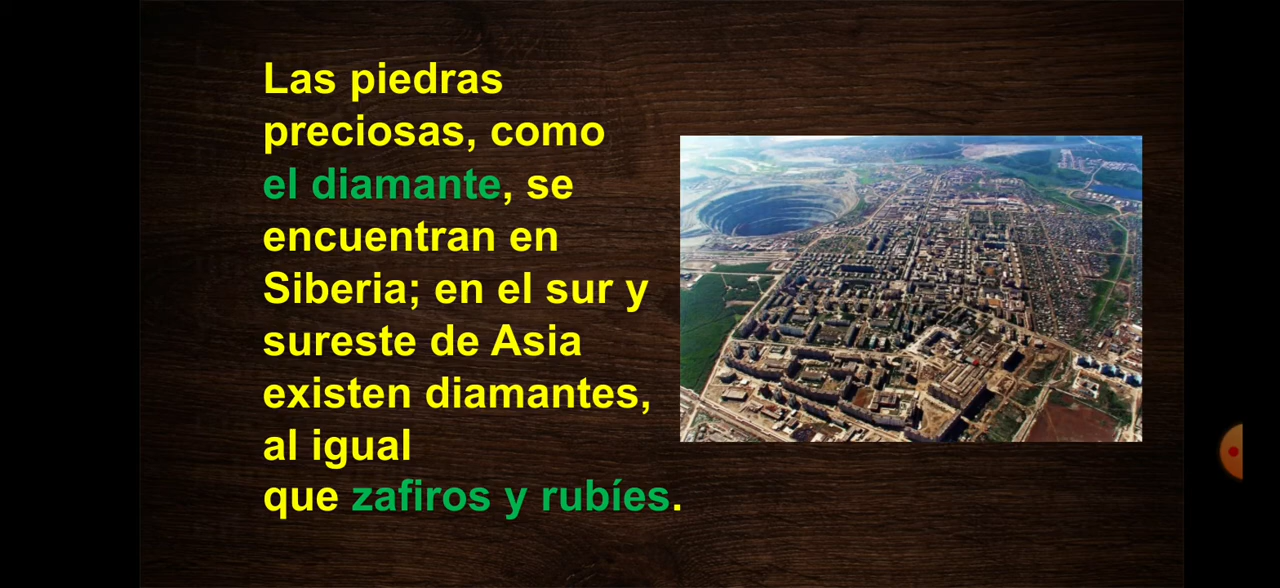 Las piedras
preciosas, como
el diamante, se
encuentran en
Siberia; en el sur y
sureste de Asia
existen diamantes,
al igual
que zafiros y rubíes.